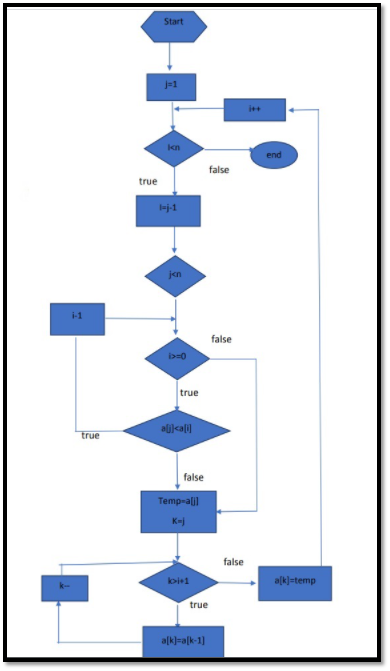 Start
j=1
i++
i<n
end
false
true
I=j-1
j<n
i-1
i>=0
false
true
a[j]<a[i]
true
false
Temp=a[j]
K=j
k>i+1
false
k--
a[k]=temp
true
a[k]=a[k-1]